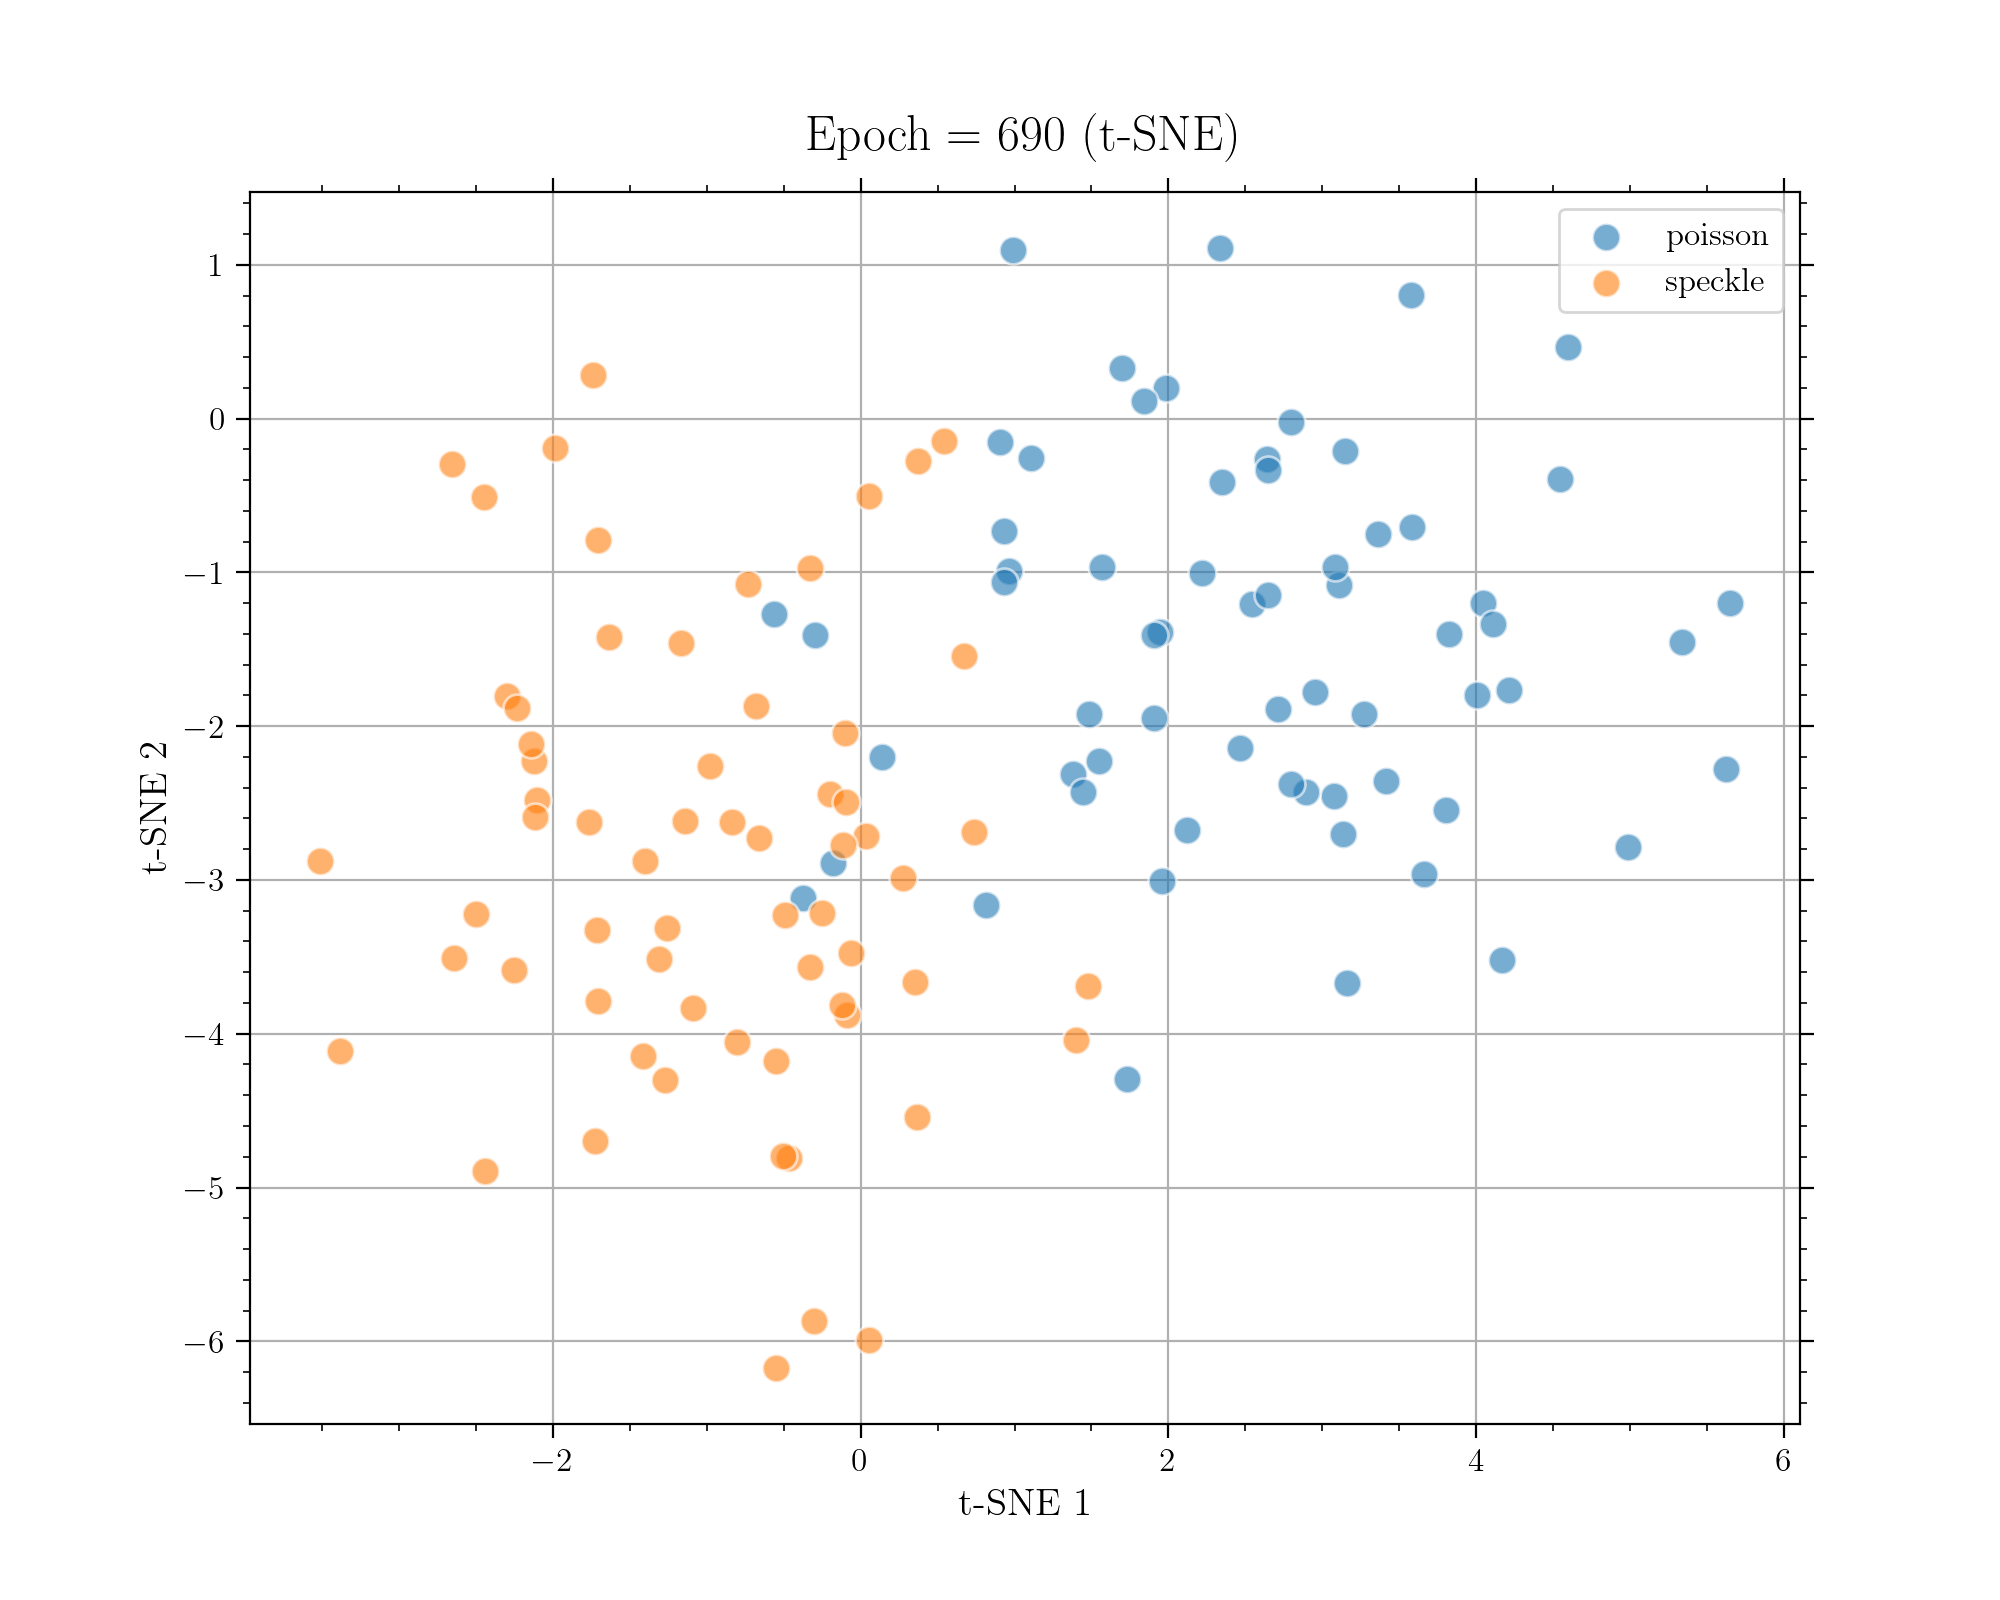 Epoch = 690 (t-SNE)
poisson
speckle
1
0
−1
−2
−3
−4
−5
−6
t-SNE 2
−2 0 2 4 6
t-SNE 1